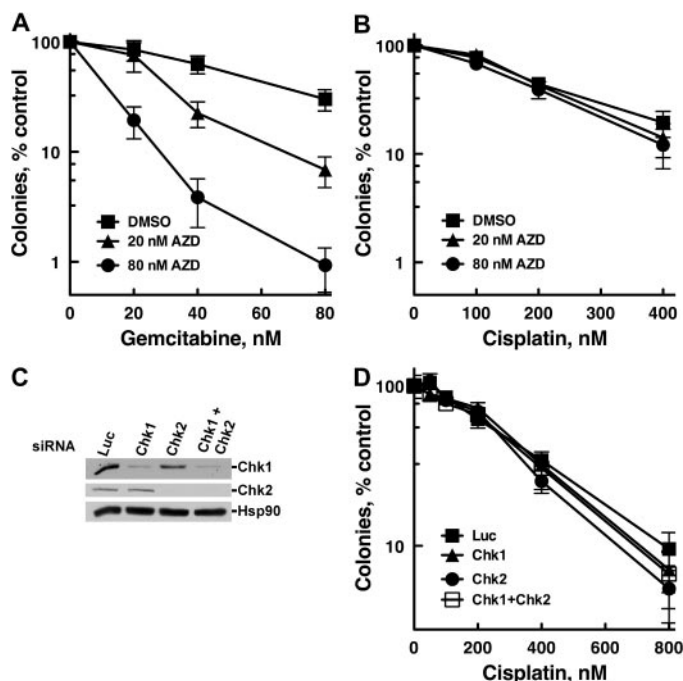 A
Colonies, % control
100
10
1
DMSO
20 nM AZD
80 nM AZD
0 20 40 60 80
Gemcitabine, nM
B
Colonies, % control
100
10
1
DMSO
20 nM AZD
80 nM AZD
0 100 200 300 400
Cisplatin, nM
C
siRNA
Luc
Chk1
Chk2
Chk1 +
Chk2
-Chk1
-Chk2
-Hsp90
D
Colonies, % control
100
10
Luc
Chk1
Chk2
Chk1+Chk2
0 200 400 600 800
Cisplatin, nM